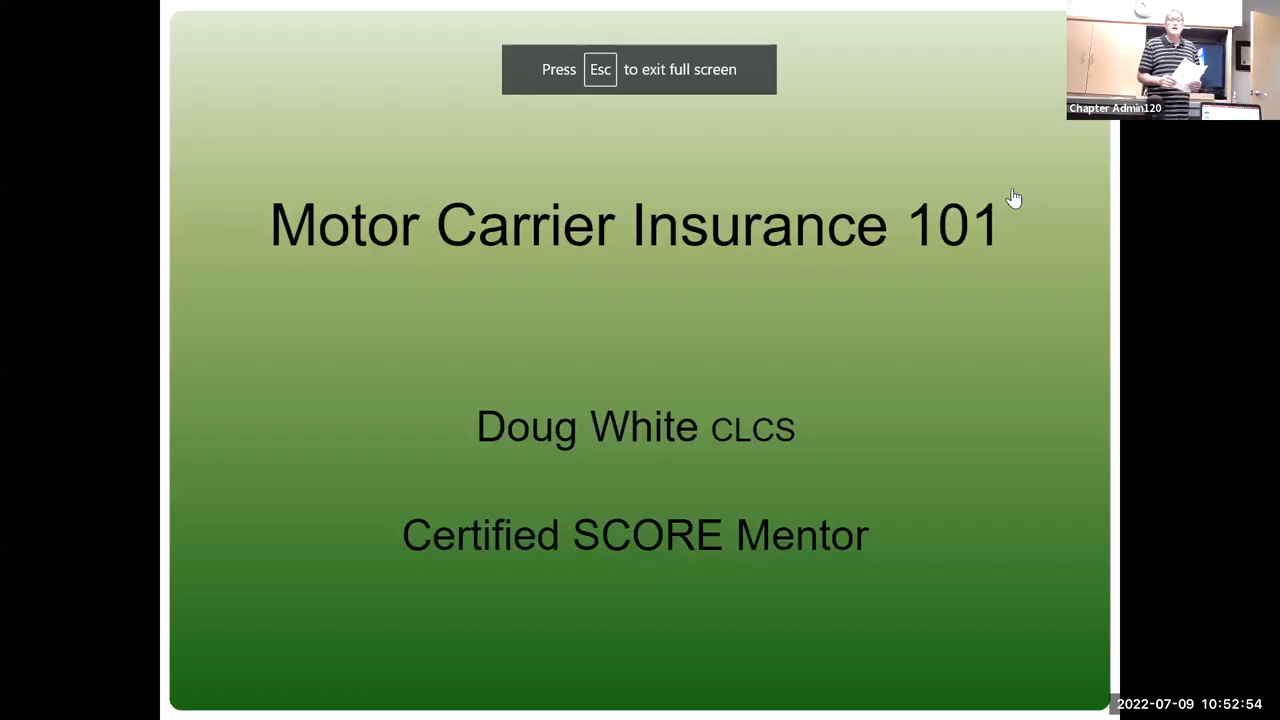 Press Esc to exit full screen
Chapter Admin120
Motor Carrier Insurance 101
Doug White CLCS
Certified SCORE Mentor
2022-07-09 10:52:54